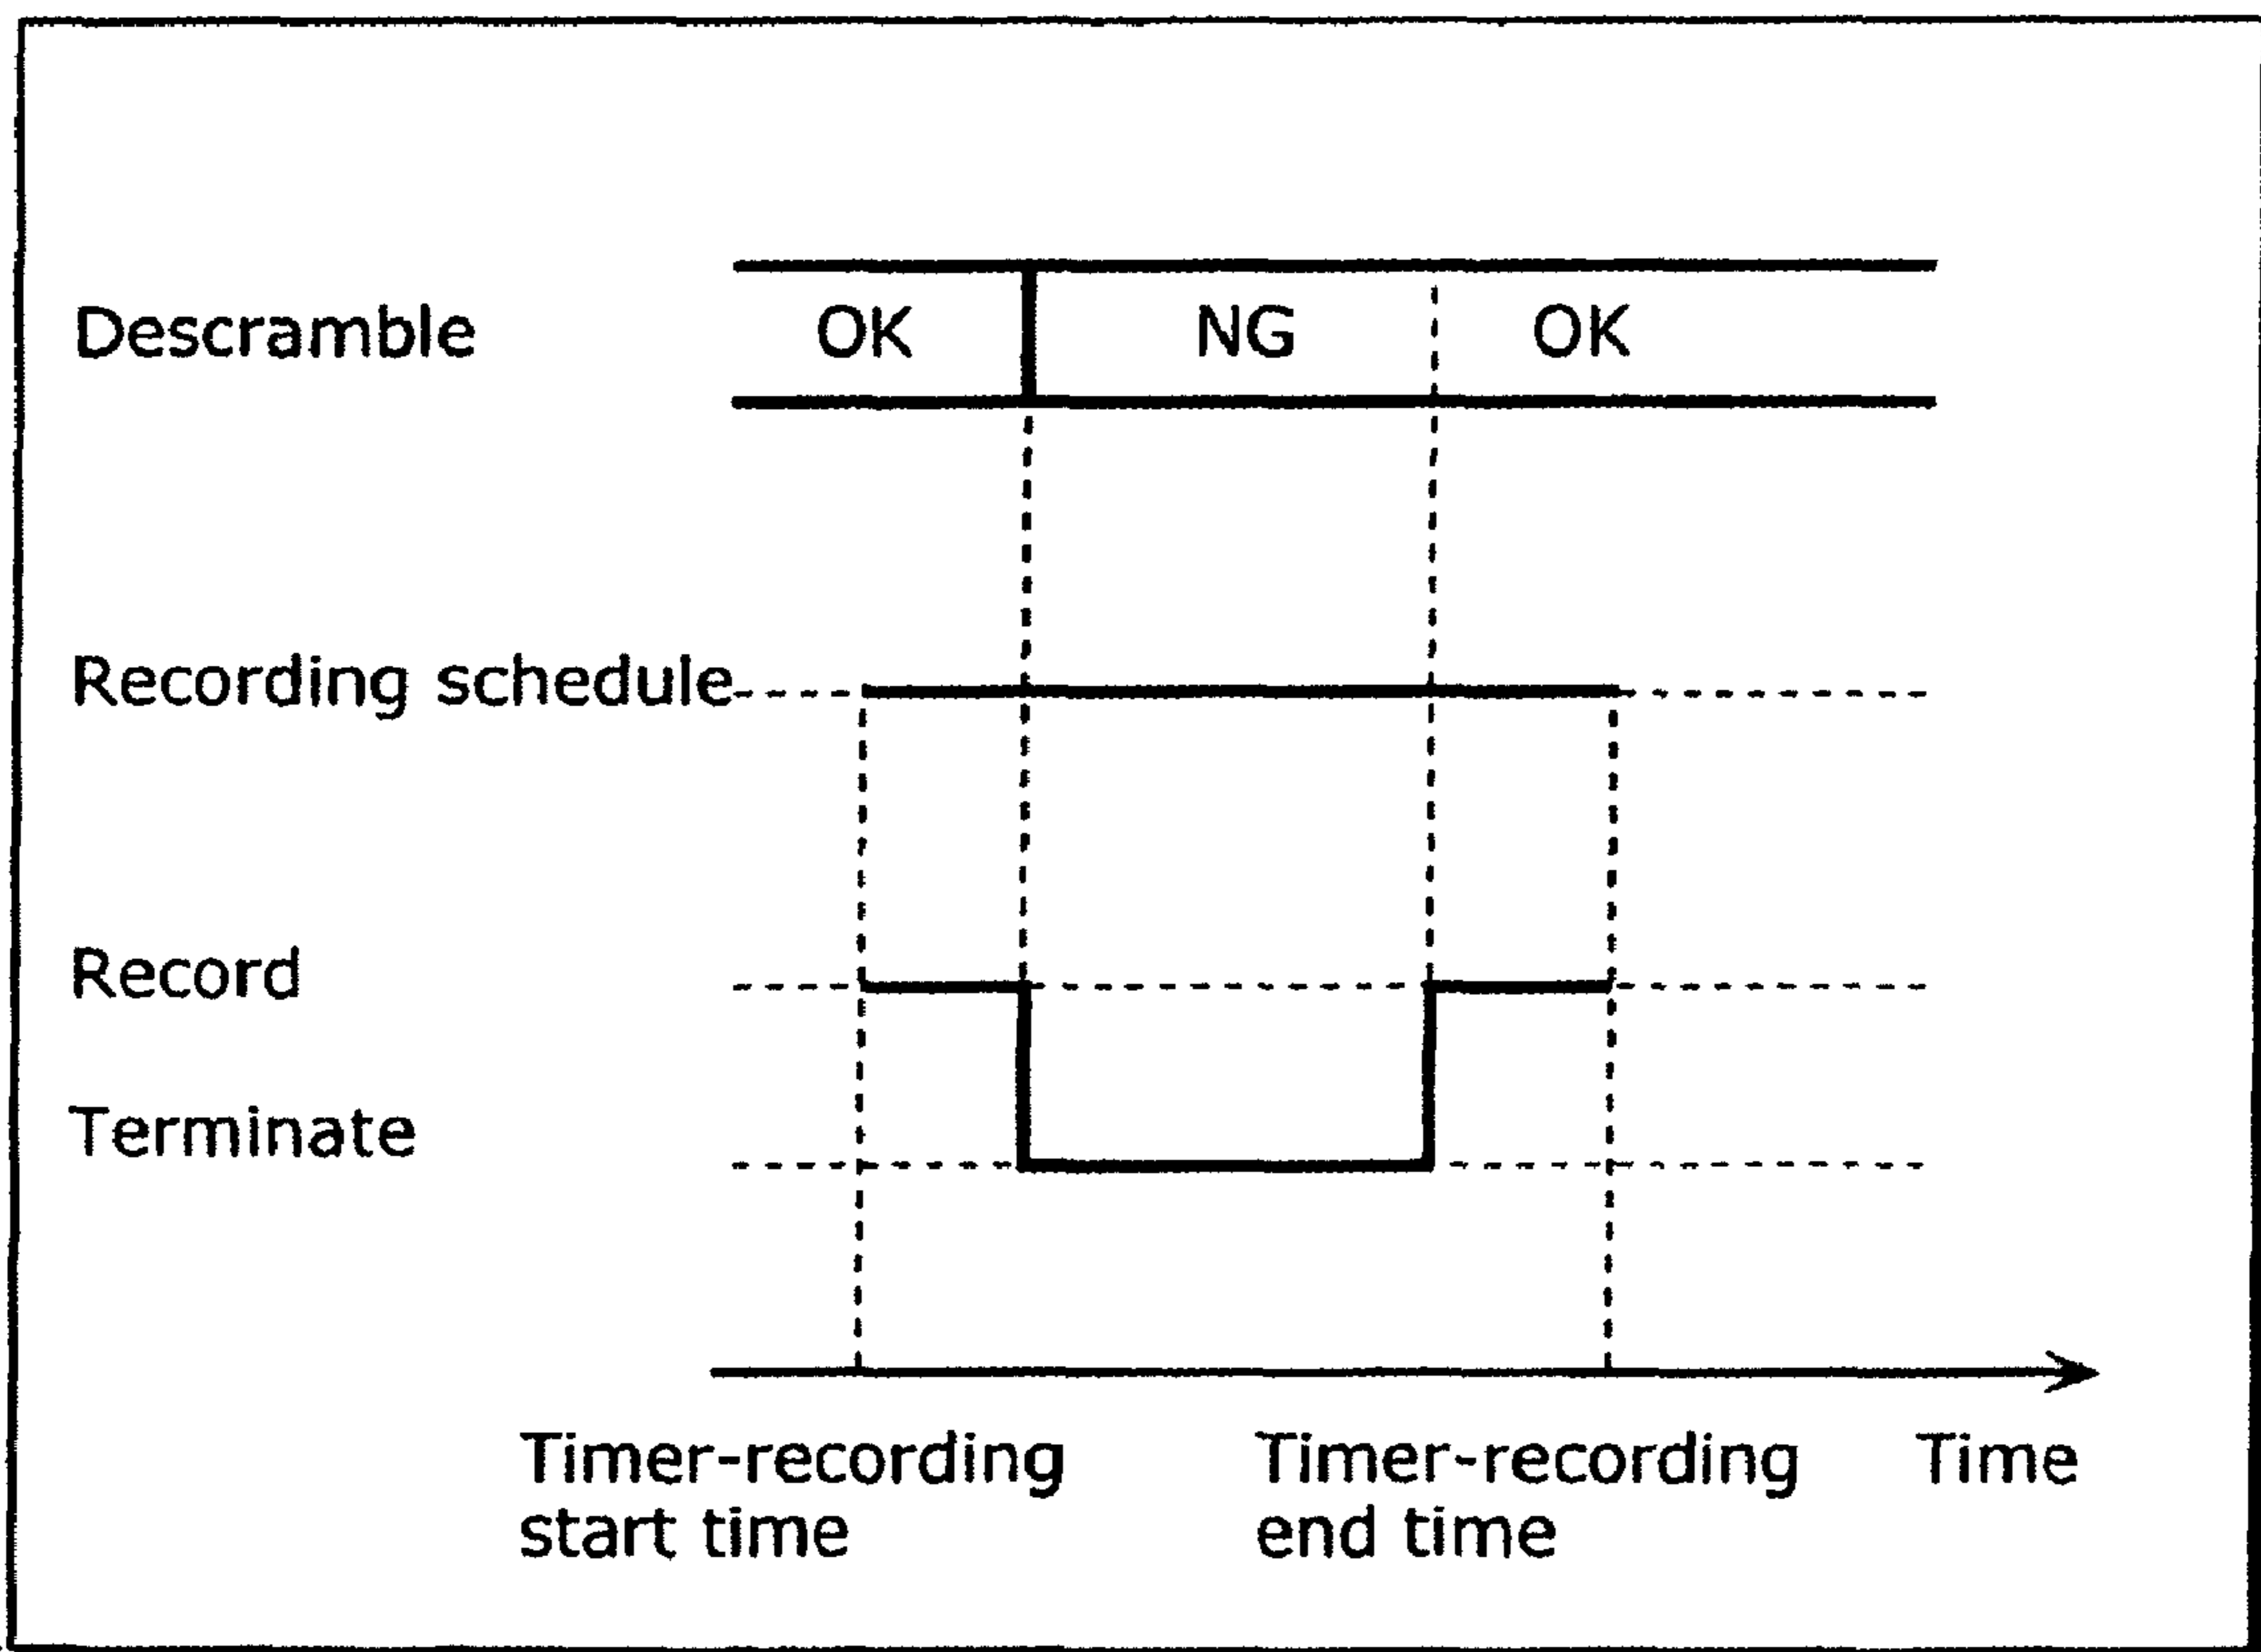 Descramble OK NG OK
Recording schedule
Record
Terminate
Timer-recording Timer-recording Time
start time end time